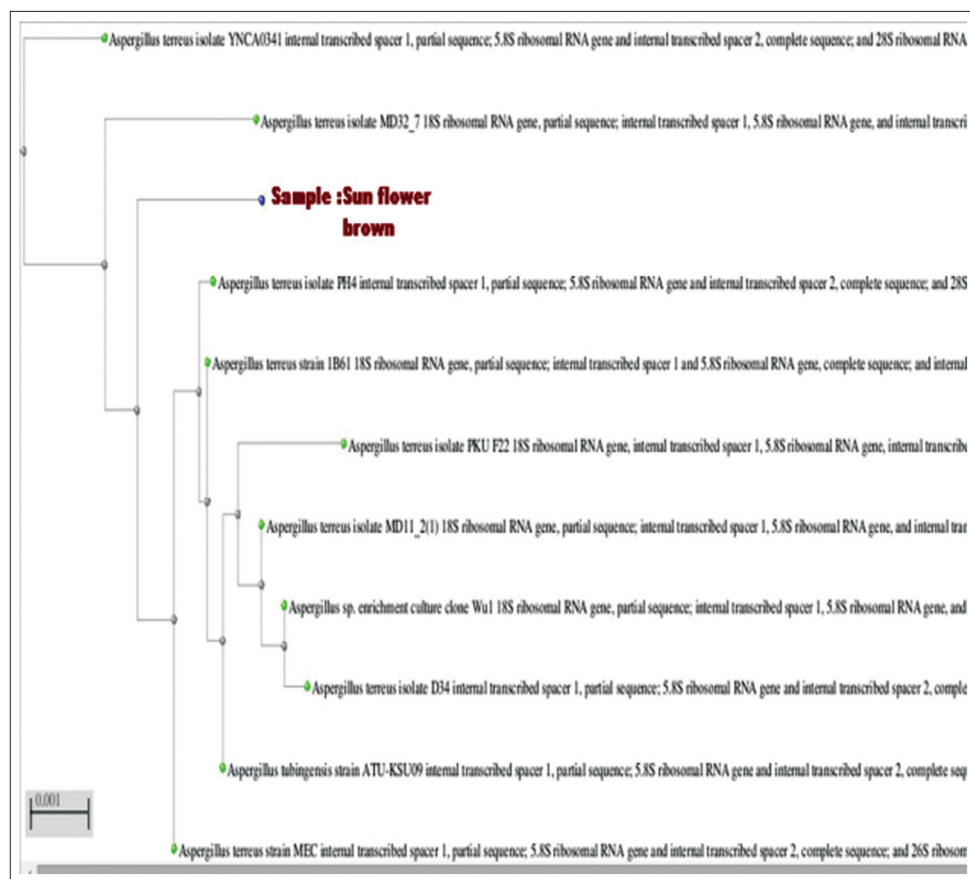 Aspergillus terreus isolate YNCA0341 internal transcribed spacer 1, partial sequence; 5.8S ribosomal RNA gene and internal transcribed spacer 2, complete sequence; and 28S ribosomal RNA
Aspergillus terreus isolate MD32_7 18S ribosomal RNA gene, partial sequence; internal transcribed spacer 1, 5.8S ribosomal RNA gene, and internal transcri
Sample :Sun flower
brown
Aspergillus terreus isolate PH4 internal transcribed spacer 1, partial sequence; 5.8S ribosomal RNA gene and internal transcribed spacer 2, complete sequence; and 28S
Aspergillus terreus strain 1B61 18S ribosomal RNA gene, partial sequence; internal transcribed spacer 1 and 5.8S ribosomal RNA gene, complete sequence; and internal
Aspergillus terreus isolate PKU F22 18S ribosomal RNA gene, internal transcribed spacer 1, 5.8S ribosomal RNA gene, internal transcribe
Aspergillus terreus isolate MD11_2(1) 18S ribosomal RNA gene, partial sequence; internal transcribed spacer 1, 5.8S ribosomal RNA gene, and internal tran
Aspergillus sp. enrichment culture clone Wu1 18S ribosomal RNA gene, partial sequence; internal transcribed spacer 1, 5.8S ribosomal RNA gene, and
Aspergillus terreus isolate D34 internal transcribed spacer 1, partial sequence; 5.8S ribosomal RNA gene and internal transcribed spacer 2, comple
Aspergillus tubingensis strain ATU-KSU09 internal transcribed spacer 1, partial sequence; 5.8S ribosomal RNA gene and internal transcribed spacer 2, complete seq
0.001
Aspergillus terreus strain MEC internal transcribed spacer 1, partial sequence; 5.8S ribosomal RNA gene and internal transcribed spacer 2, complete sequence; and 26S ribosom